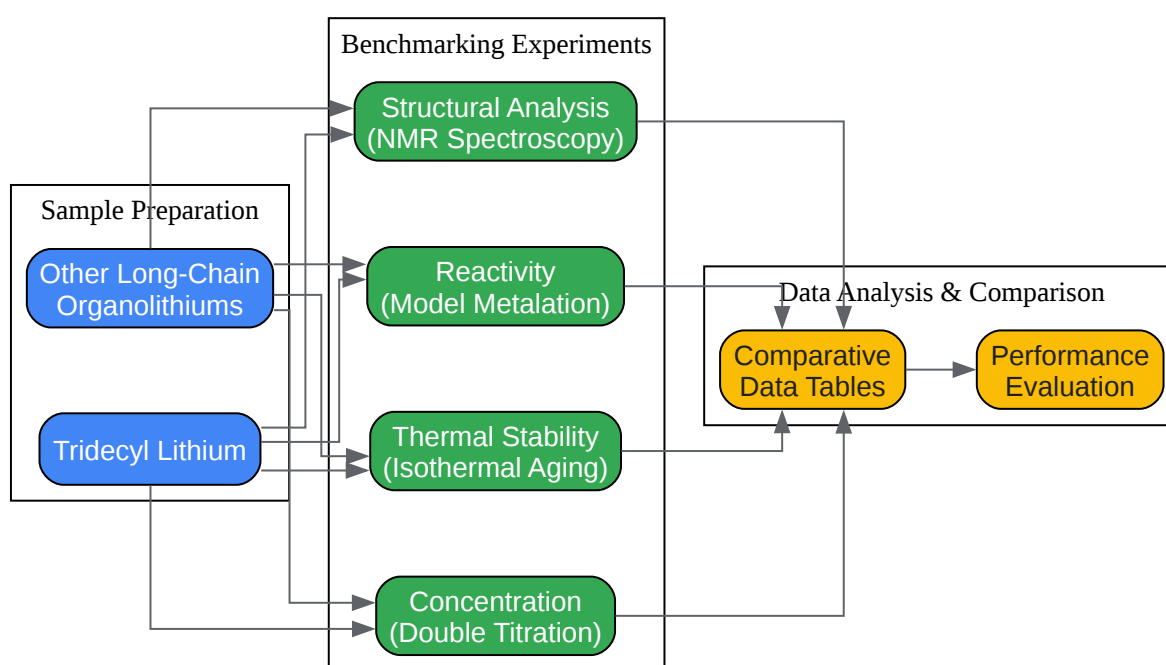 Sample Preparation
Other Long-Chain
Organolithiums
Tridecyl Lithium
Benchmarking Experiments
Structural Analysis
(NMR Spectroscopy)
Reactivity
(Model Metalation)
Thermal Stability
(Isothermal Aging)
Concentration
(Double Titration)
Data Analysis & Comparison
Comparative
Data Tables
Performance
Evaluation